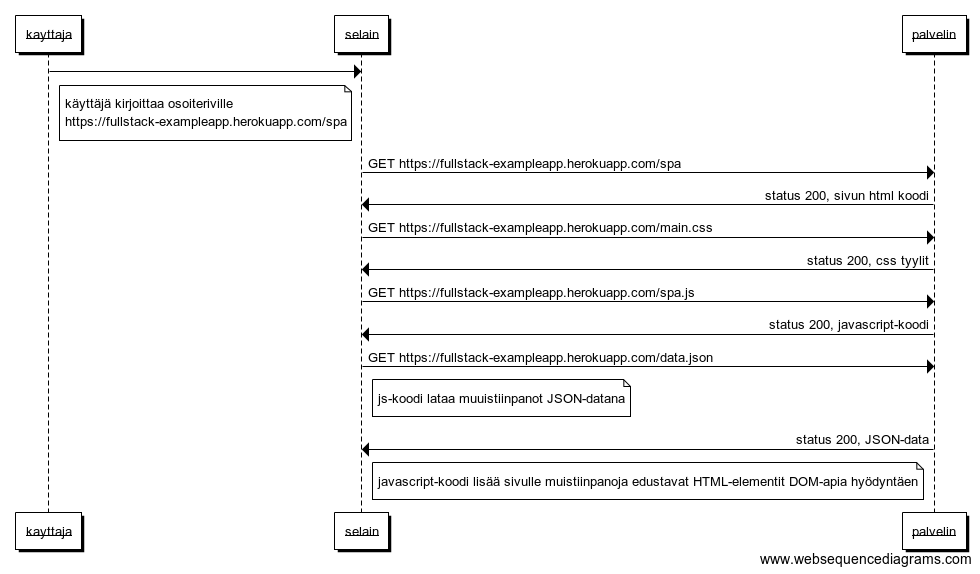 kayttaja
selain
palvelin
käyttäjä kirjoittaa osoiteriville
https://fullstack-exampleapp.herokuapp.com/spa
GET https://fullstack-exampleapp.herokuapp.com/spa
status 200, sivun html koodi
GET https://fullstack-exampleapp.herokuapp.com/main.css
status 200, css tyylit
GET https://fullstack-exampleapp.herokuapp.com/spa.js
status 200, javascript-koodi
GET https://fullstack-exampleapp.herokuapp.com/data.json
js-koodi lataa muuistiinpanot JSON-datana
status 200, JSON-data
javascript-koodi lisää sivulle muistiinpanoja edustavat HTML-elementit DOM-apia hyödyntäen
kayttaja
selain
palvelin
www.websequencediagrams.com